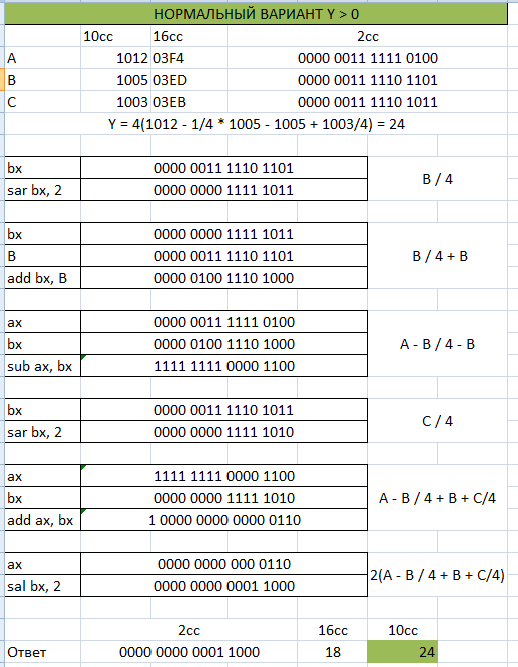 НОРМАЛЬНЫЙ ВАРИАНТ Y > 0
10cc 16cc 2cc
A 1012 03F4 0000 0011 1111 0100
B 1005 03ED 0000 0011 1110 1101
C 1003 03EB 0000 0011 1110 1011
Y = 4(1012 - 1/4 * 1005 - 1005 + 1003/4) = 24
bx 0000 0011 1110 1101
sar bx, 2 0000 0000 1111 1011
B / 4
bx 0000 0000 1111 1011
B 0000 0011 1110 1101
add bx, B 0000 0100 1110 1000
B / 4 + B
ax 0000 0011 1111 0100
bx 0000 0100 1110 1000
sub ax, bx 1111 1111 0000 1100
A - B / 4 - B
bx 0000 0011 1110 1011
sar bx, 2 0000 0000 1111 1010
C / 4
ax 1111 1111 0000 1100
bx 0000 0000 1111 1010
add ax, bx 1 0000 0000 0000 0110
A - B / 4 + B + C/4
ax 0000 0000 000 0110
sal bx, 2 0000 0000 0001 1000
2(A - B / 4 + B + C/4)
2cc 16cc 10cc
Ответ 0000 0000 0001 1000 18 24